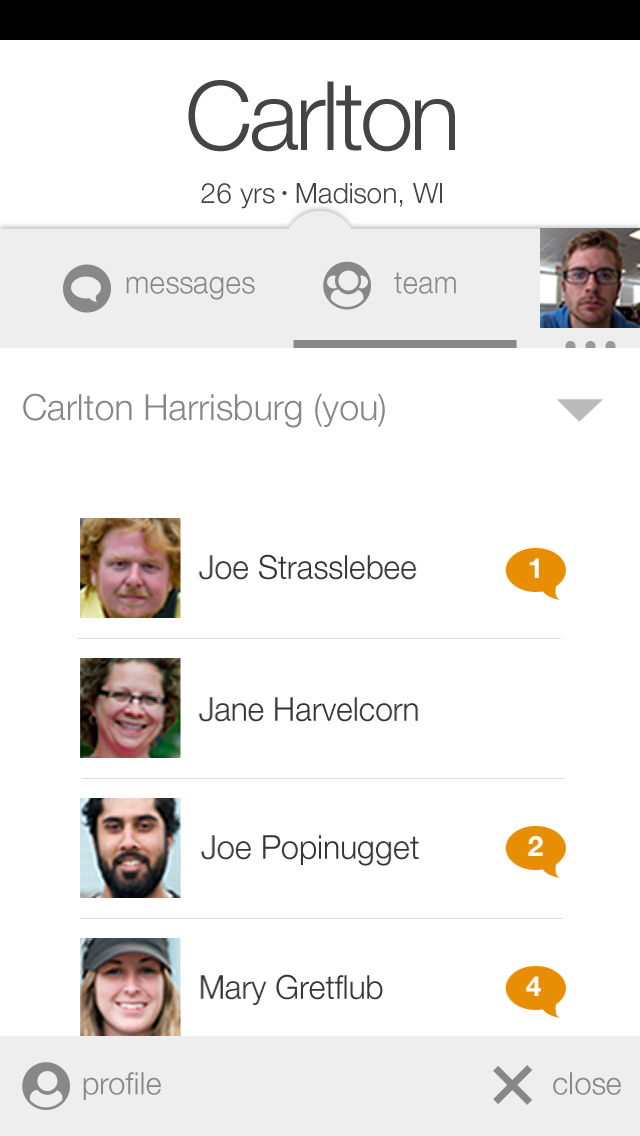 Carlton
26 yrs · Madison, WI
messages
team
Carlton Harrisburg (you)
Joe Strasslebee
1
Jane Harvelcorn
Joe Popinugget
2
Mary Gretflub
4
profile
close